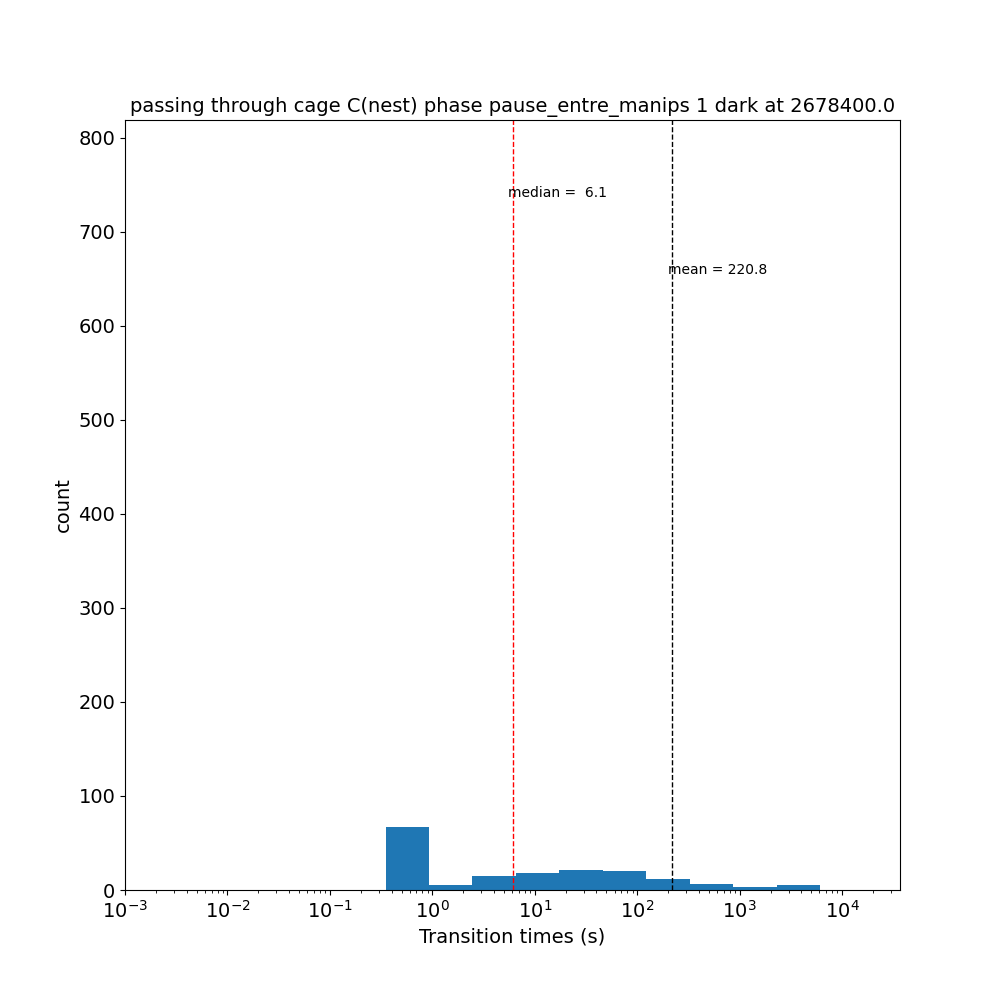 passing through cage C(nest) phase pause_entre_manips 1 dark at 2678400.0
800
700
600
500
400
300
200
100
0
count
median =  6.1
mean = 220.8
10⁻³ 10⁻² 10⁻¹ 10⁰ 10¹ 10² 10³ 10⁴
Transition times (s)